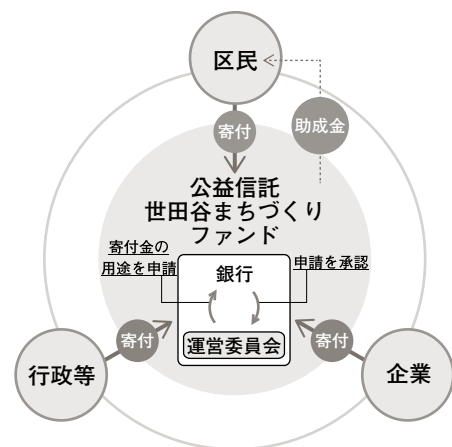 区民
寄付
助成金
公益信託
世田谷まちづくり
ファンド
寄付金の
用途を申請
銀行
申請を承認
運営委員会
寄付
寄付
行政等
企業